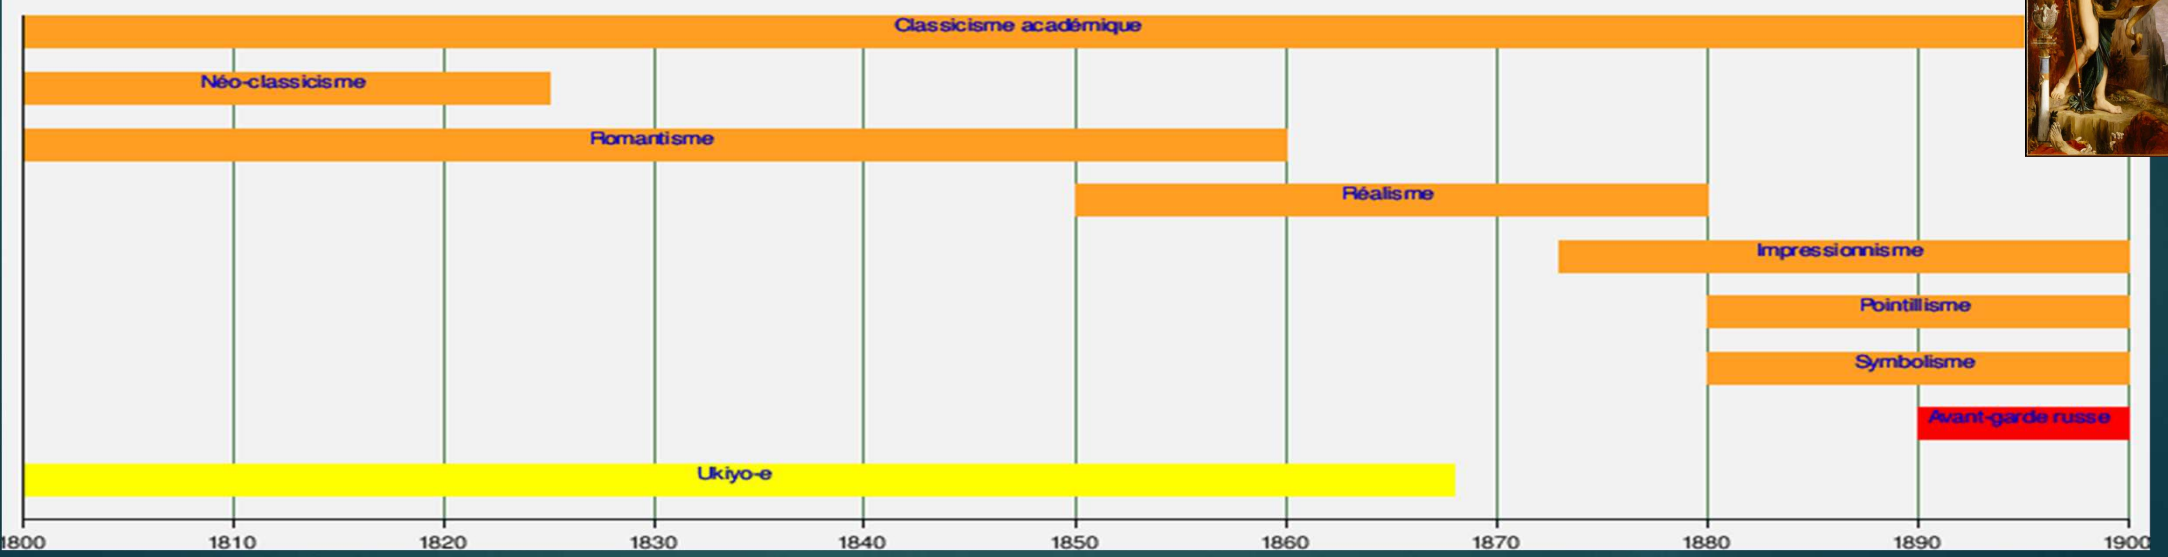 Classicisme académique
Néo-classicisme
Romantisme
Réalisme
Impressionnisme
Pointillisme
Symbolisme
Avant-garde russe
Ukiyo-e
1800 1810 1820 1830 1840 1850 1860 1870 1880 1890 1900